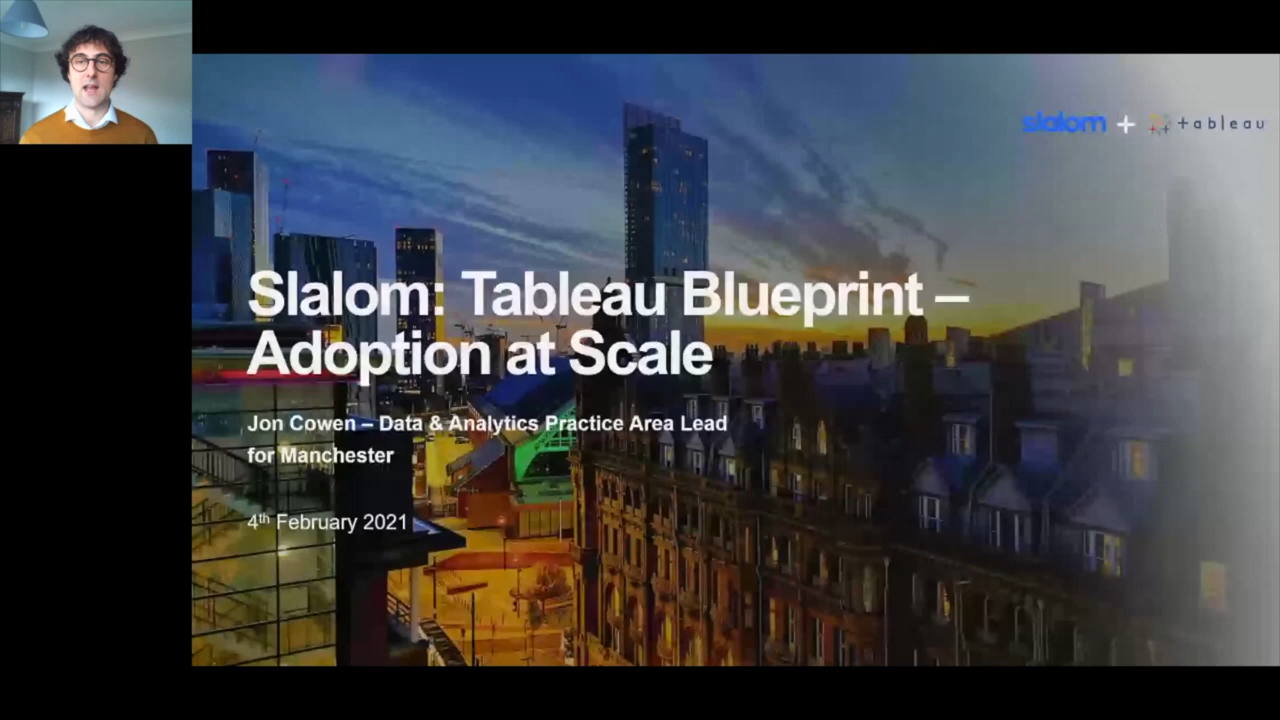 slalom + tableau
Slalom: Tableau Blueprint –
Adoption at Scale
Jon Cowen – Data & Analytics Practice Area Lead
for Manchester
4th February 2021